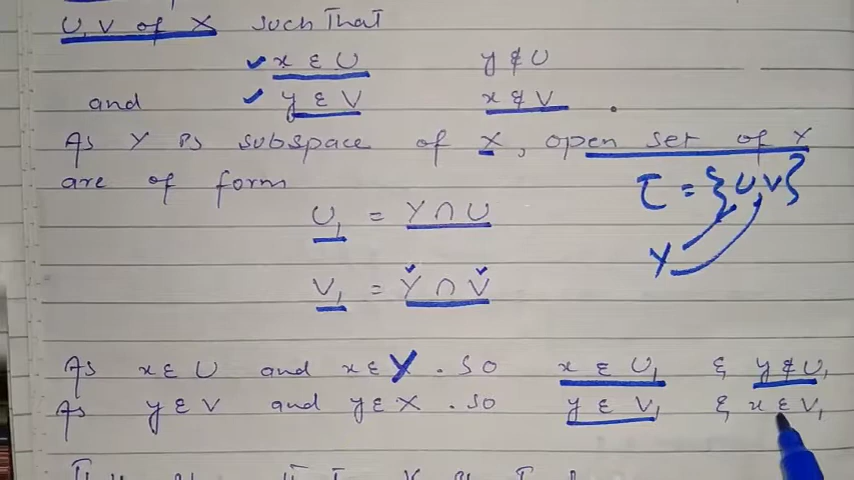 U, V of X such that
x ε U y ∉ U
and y ε V x ∉ V .
As Y is subspace of X, open set of Y
are of form
τ = {U V}
U₁ = Y ∩ U
Y
V₁ = Y ∩ V
As x ε U and x ε Y . so x ε U₁ & y ∉ U₁
As y ε V and y ε X . so y ε V₁ & x ε V₁